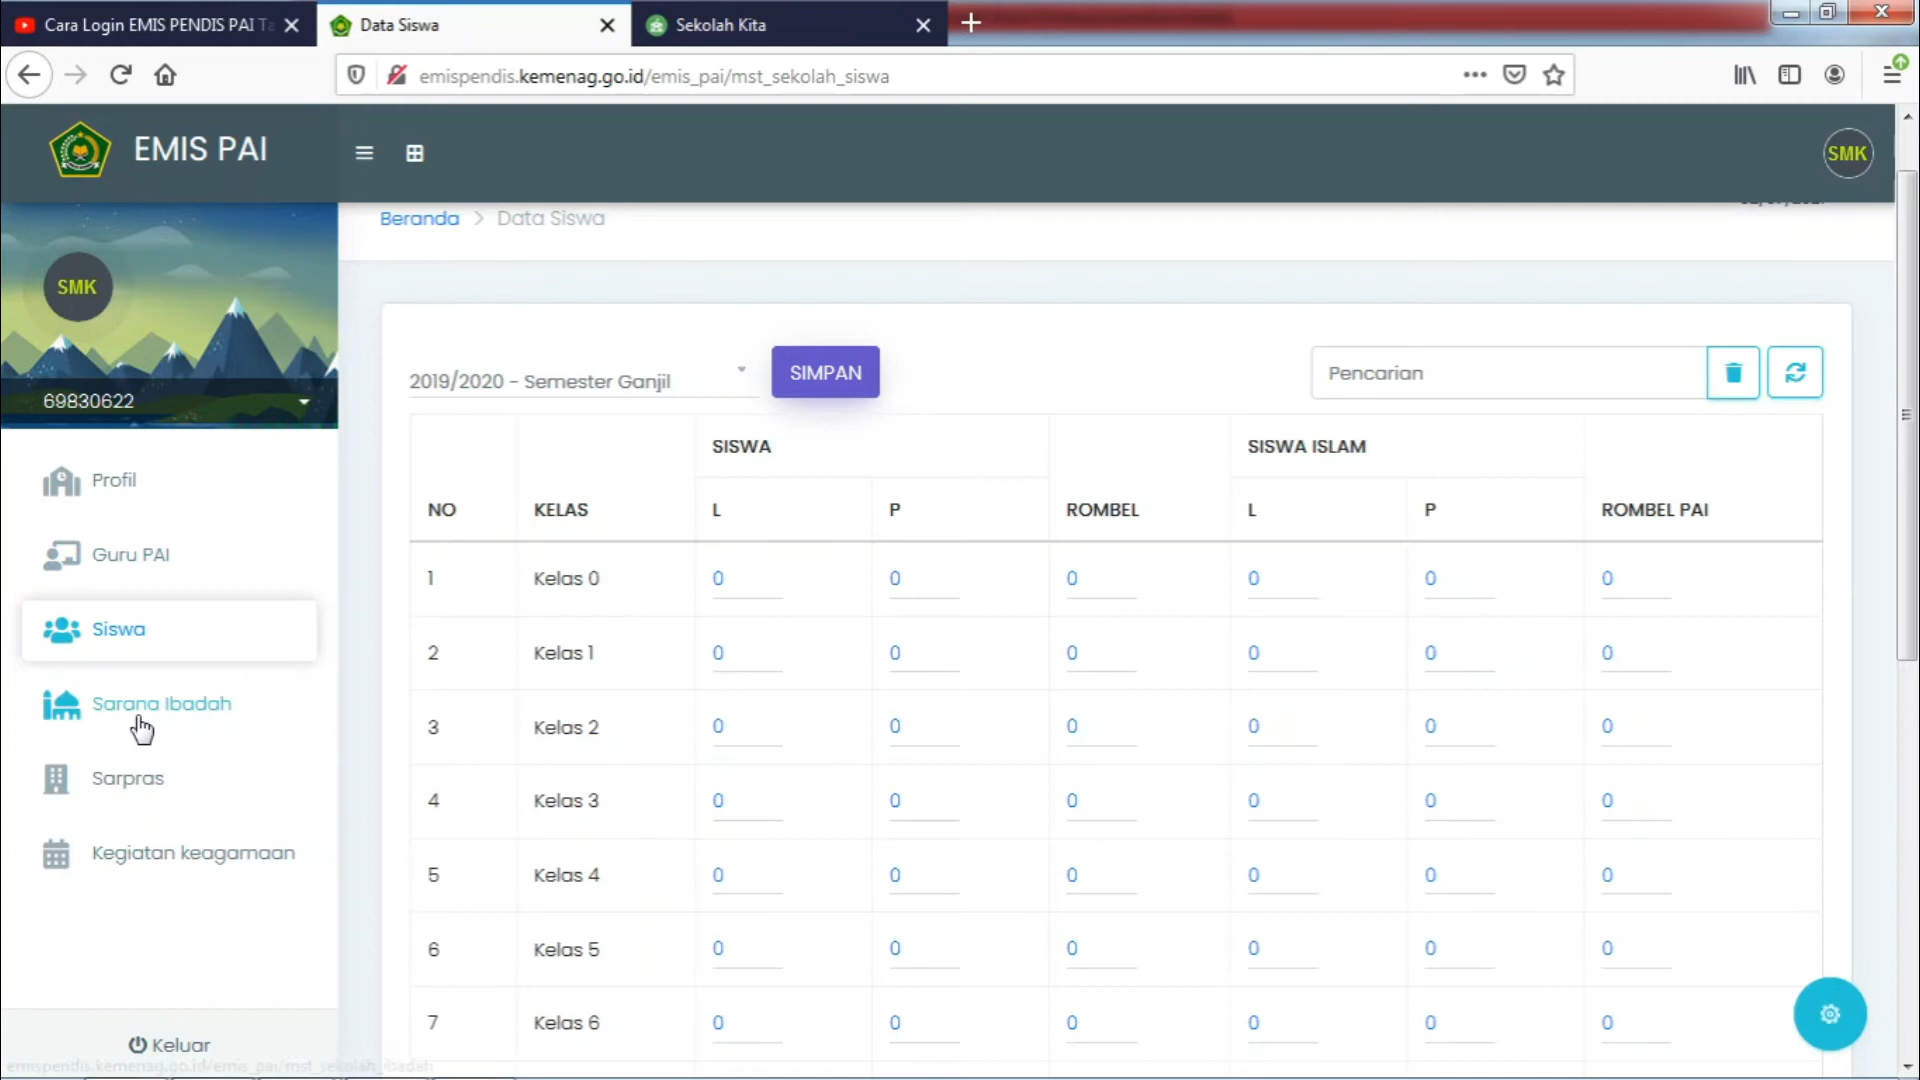 Cara Login EMIS PENDIS PAI Ta
Data Siswa
Sekolah Kita
emispendis.kemenag.go.id/emis_pai/mst_sekolah_siswa
EMIS PAI
SMK
Beranda > Data Siswa
SMK
69830622
Profil
Guru PAI
Siswa
Sarana Ibadah
Sarpras
Kegiatan keagamaan
Keluar
emispendis.kemenag.go.id/emis_pai/mst_sekolah_ibadah
2019/2020 - Semester Ganjil
SIMPAN
Pencarian
SISWA SISWA ISLAM
NO KELAS L P ROMBEL L P ROMBEL PAI
1 Kelas 0 0 0 0 0 0 0
2 Kelas 1 0 0 0 0 0 0
3 Kelas 2 0 0 0 0 0 0
4 Kelas 3 0 0 0 0 0 0
5 Kelas 4 0 0 0 0 0 0
6 Kelas 5 0 0 0 0 0 0
7 Kelas 6 0 0 0 0 0 0